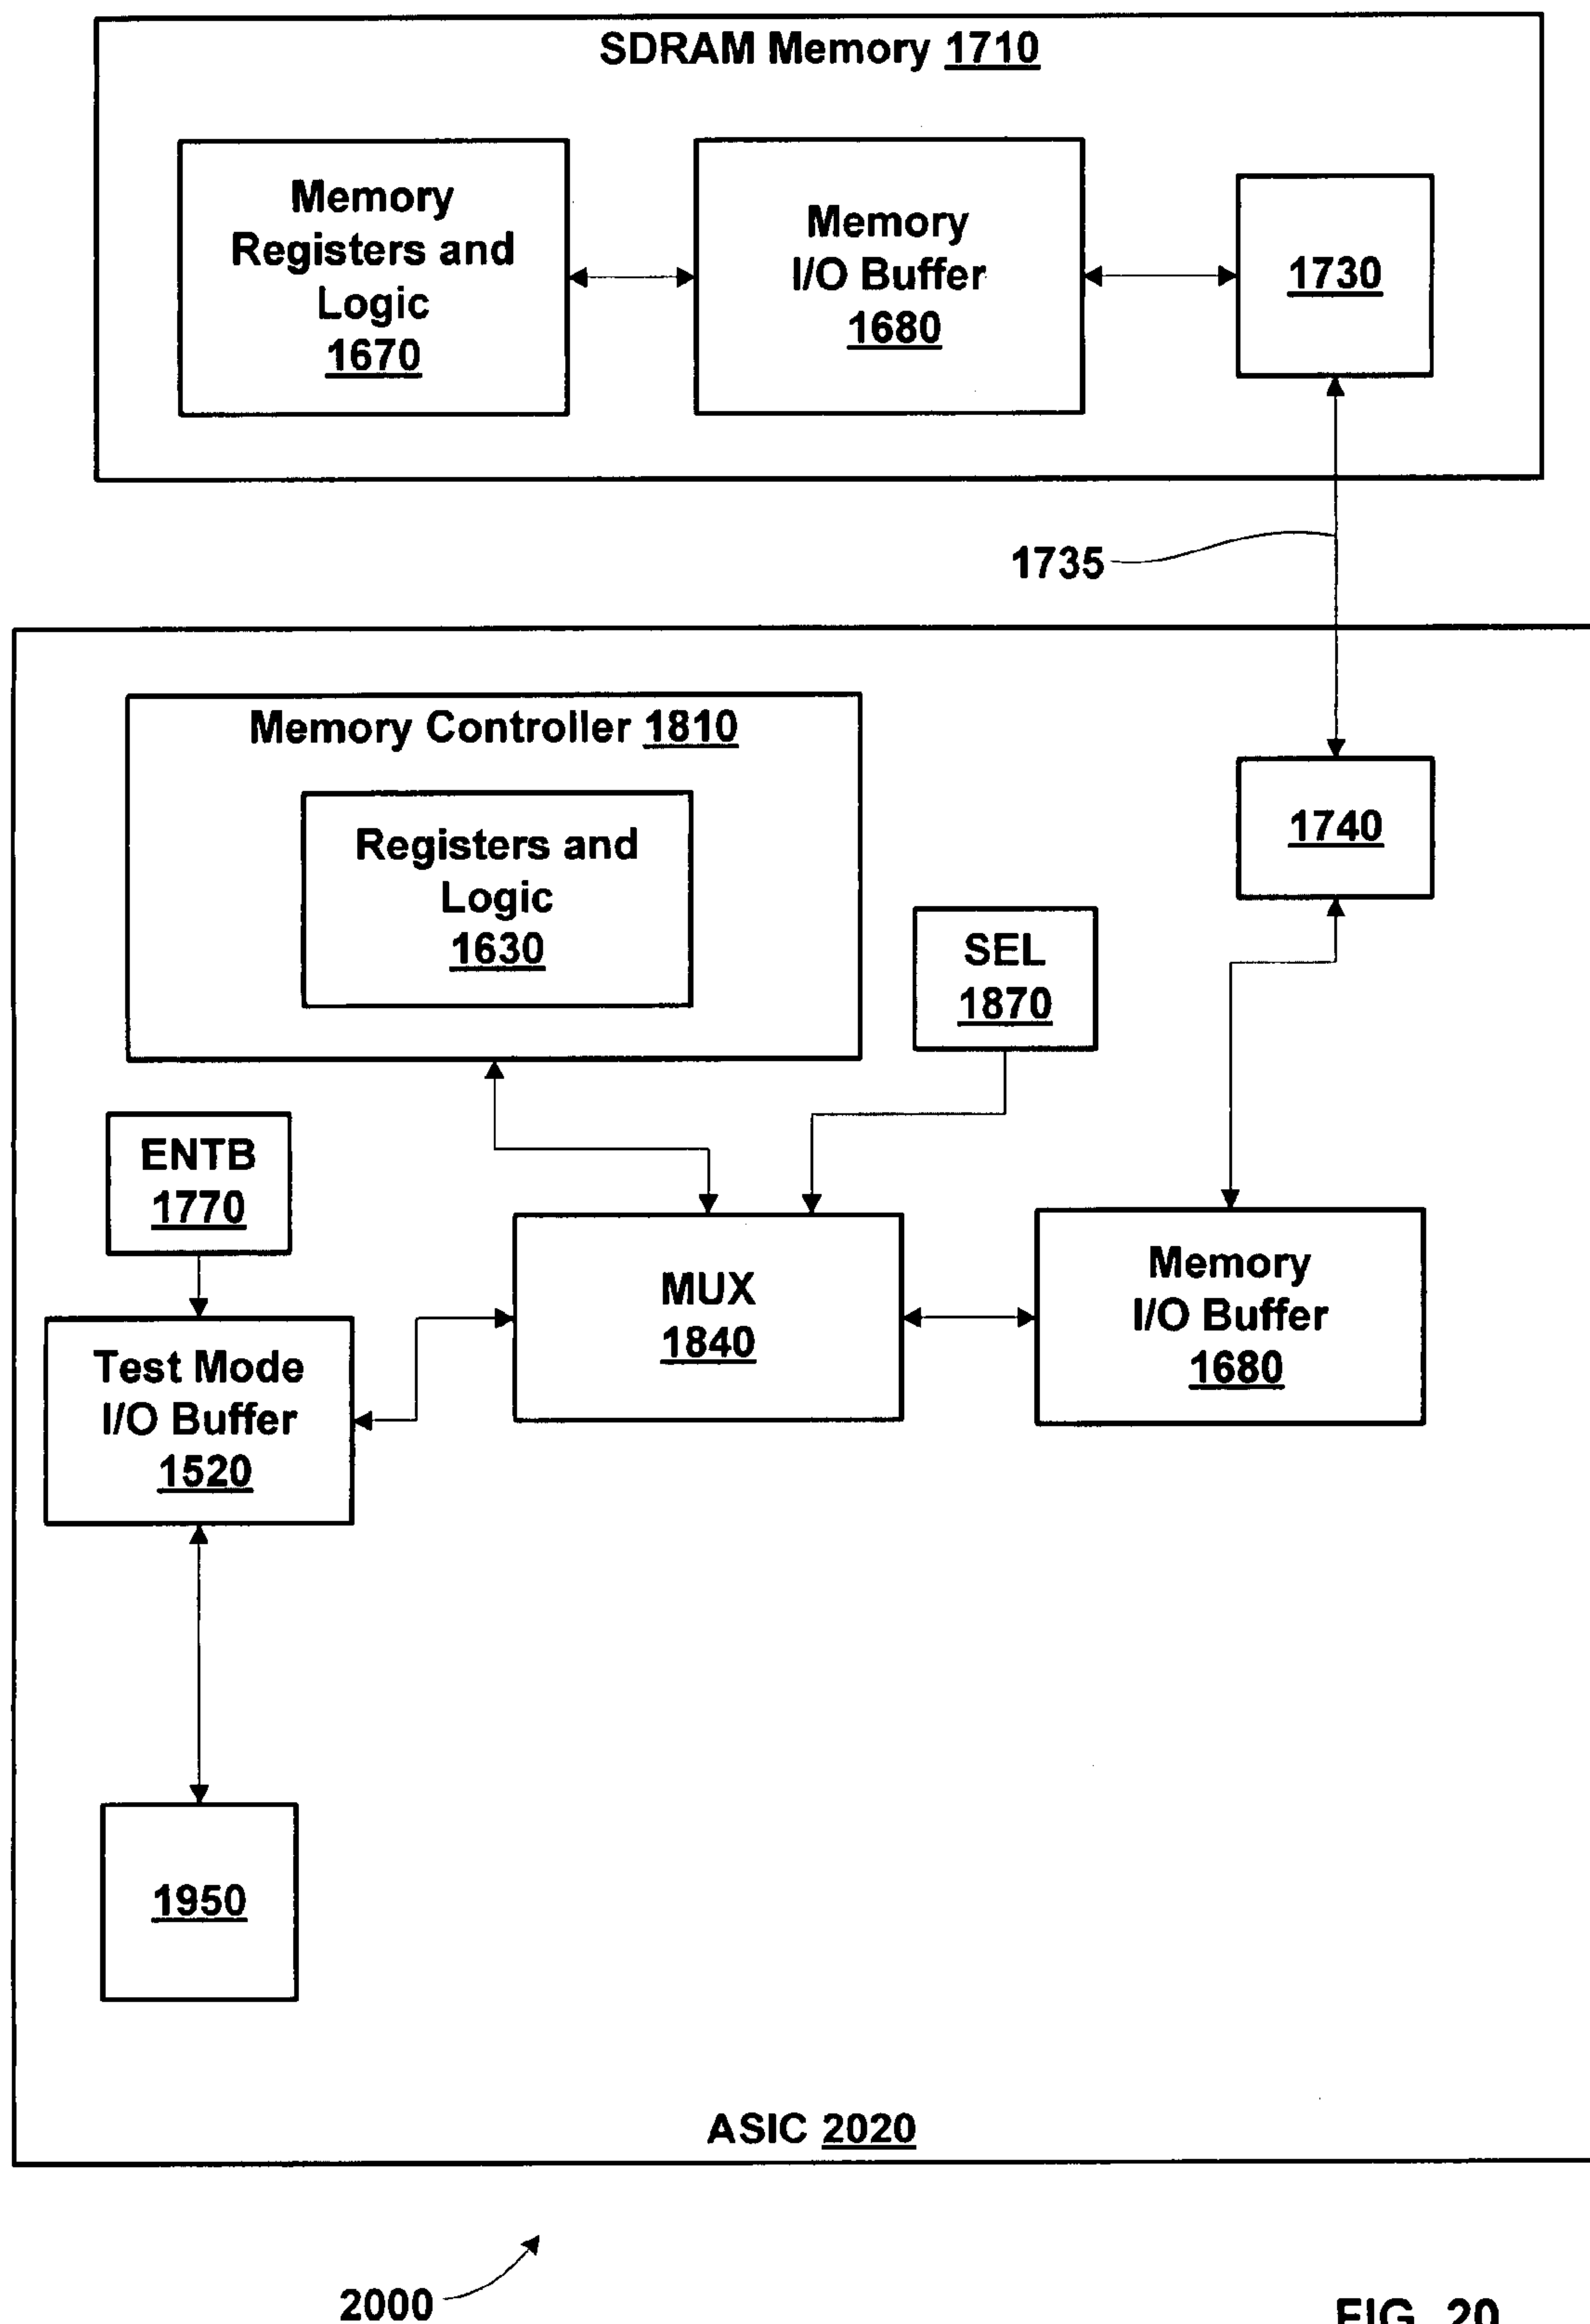 SDRAM Memory 1710
Memory
Registers and
Logic
1670
Memory
I/O Buffer
1680
1730
1735
Memory Controller 1810
Registers and
Logic
1630
1740
SEL
1870
ENTB
1770
MUX
1840
Memory
I/O Buffer
1680
Test Mode
I/O Buffer
1520
1950
ASIC 2020
2000
FIG. 20